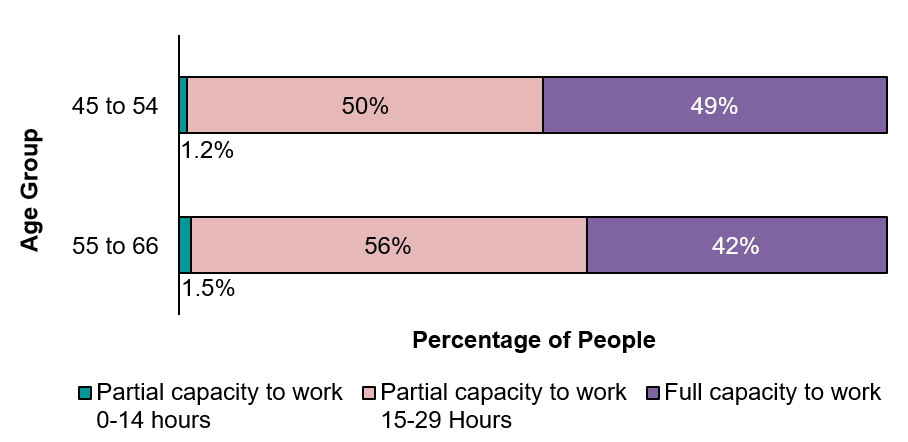 45 to 54
50%
49%
1.2%
Age Group
55 to 66
56%
42%
1.5%
Percentage of People
Partial capacity to work
0-14 hours
Partial capacity to work
15-29 Hours
Full capacity to work